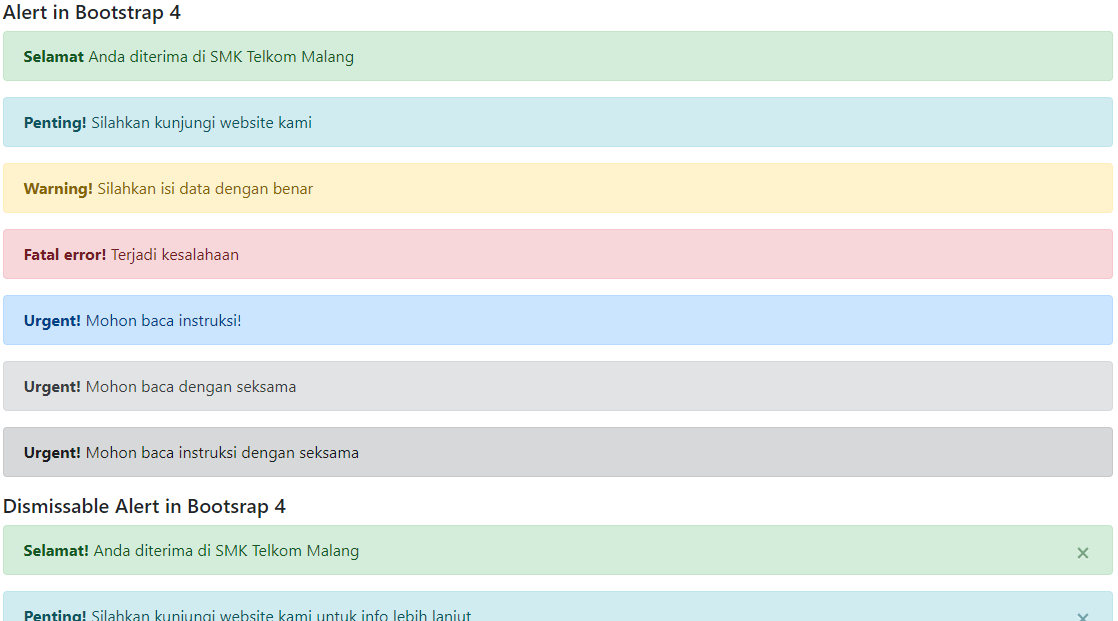 Alert in Bootstrap 4
Selamat Anda diterima di SMK Telkom Malang
Penting! Silahkan kunjungi website kami
Warning! Silahkan isi data dengan benar
Fatal error! Terjadi kesalahaan
Urgent! Mohon baca instruksi!
Urgent! Mohon baca dengan seksama
Urgent! Mohon baca instruksi dengan seksama
Dismissable Alert in Bootsrap 4
Selamat! Anda diterima di SMK Telkom Malang ×
Penting! Silahkan kunjungi website kami untuk info lebih lanjut ×